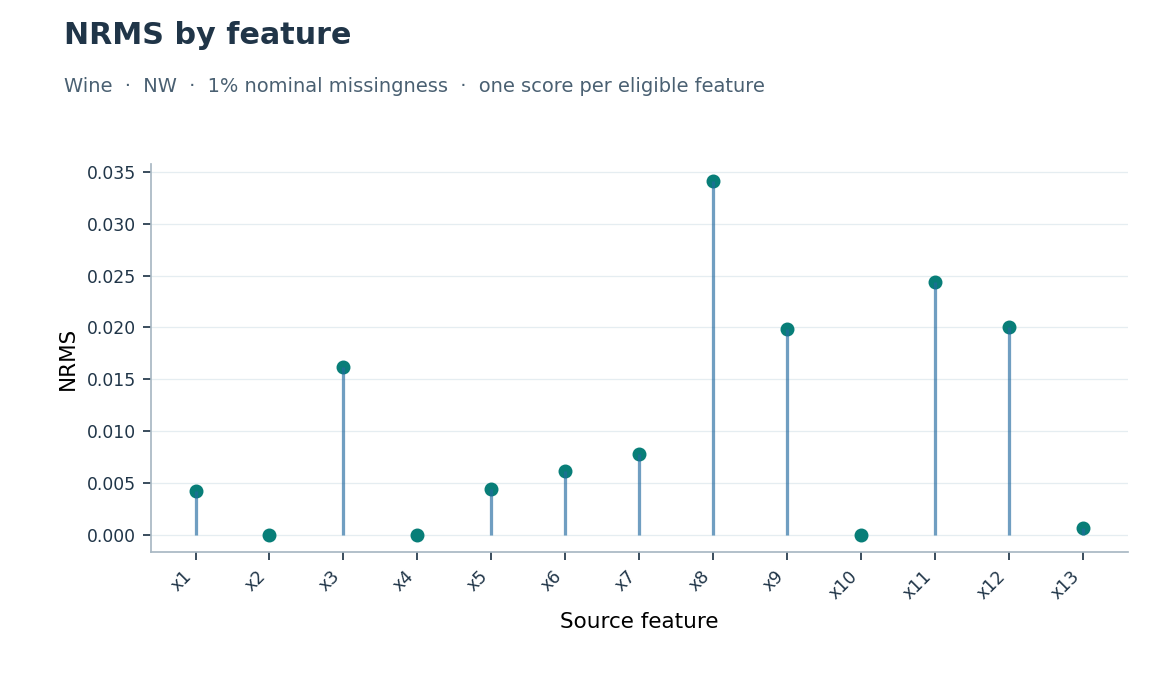 NRMS by feature
Wine · NW · 1% nominal missingness · one score per eligible feature
0.035
0.030
0.025
0.020
0.015
0.010
0.005
0.000
NRMS
x1 x2 x3 x4 x5 x6 x7 x8 x9 x10 x11 x12 x13
Source feature